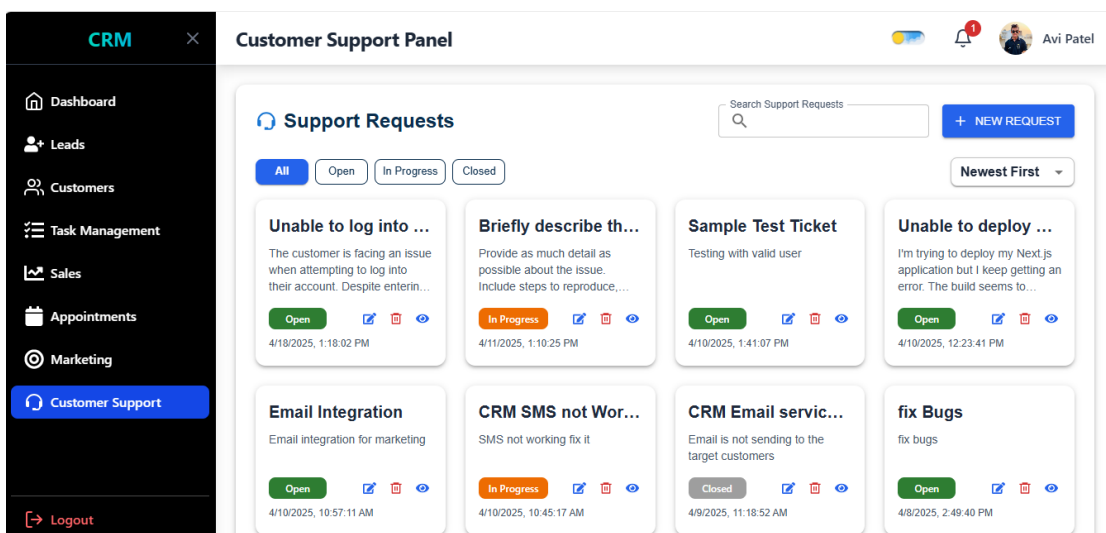 CRM
Customer Support Panel
1
Avi Patel
Dashboard
Leads
Customers
Task Management
Sales
Appointments
Marketing
Customer Support
Logout
Support Requests
Search Support Requests
+ NEW REQUEST
All
Open
In Progress
Closed
Newest First
Unable to log into ...
The customer is facing an issue
when attempting to log into
their account. Despite enterin...
Open
4/18/2025, 1:18:02 PM
Briefly describe th...
Provide as much detail as
possible about the issue.
Include steps to reproduce,...
In Progress
4/11/2025, 1:10:25 PM
Sample Test Ticket
Testing with valid user
Open
4/10/2025, 1:41:07 PM
Unable to deploy ...
I'm trying to deploy my Next.js
application but I keep getting an
error. The build seems to...
Open
4/10/2025, 12:23:41 PM
Email Integration
Email integration for marketing
Open
4/10/2025, 10:57:11 AM
CRM SMS not Wor...
SMS not working fix it
In Progress
4/10/2025, 10:45:17 AM
CRM Email servic...
Email is not sending to the
target customers
Closed
4/9/2025, 11:18:52 AM
fix Bugs
fix bugs
Open
4/8/2025, 2:49:40 PM